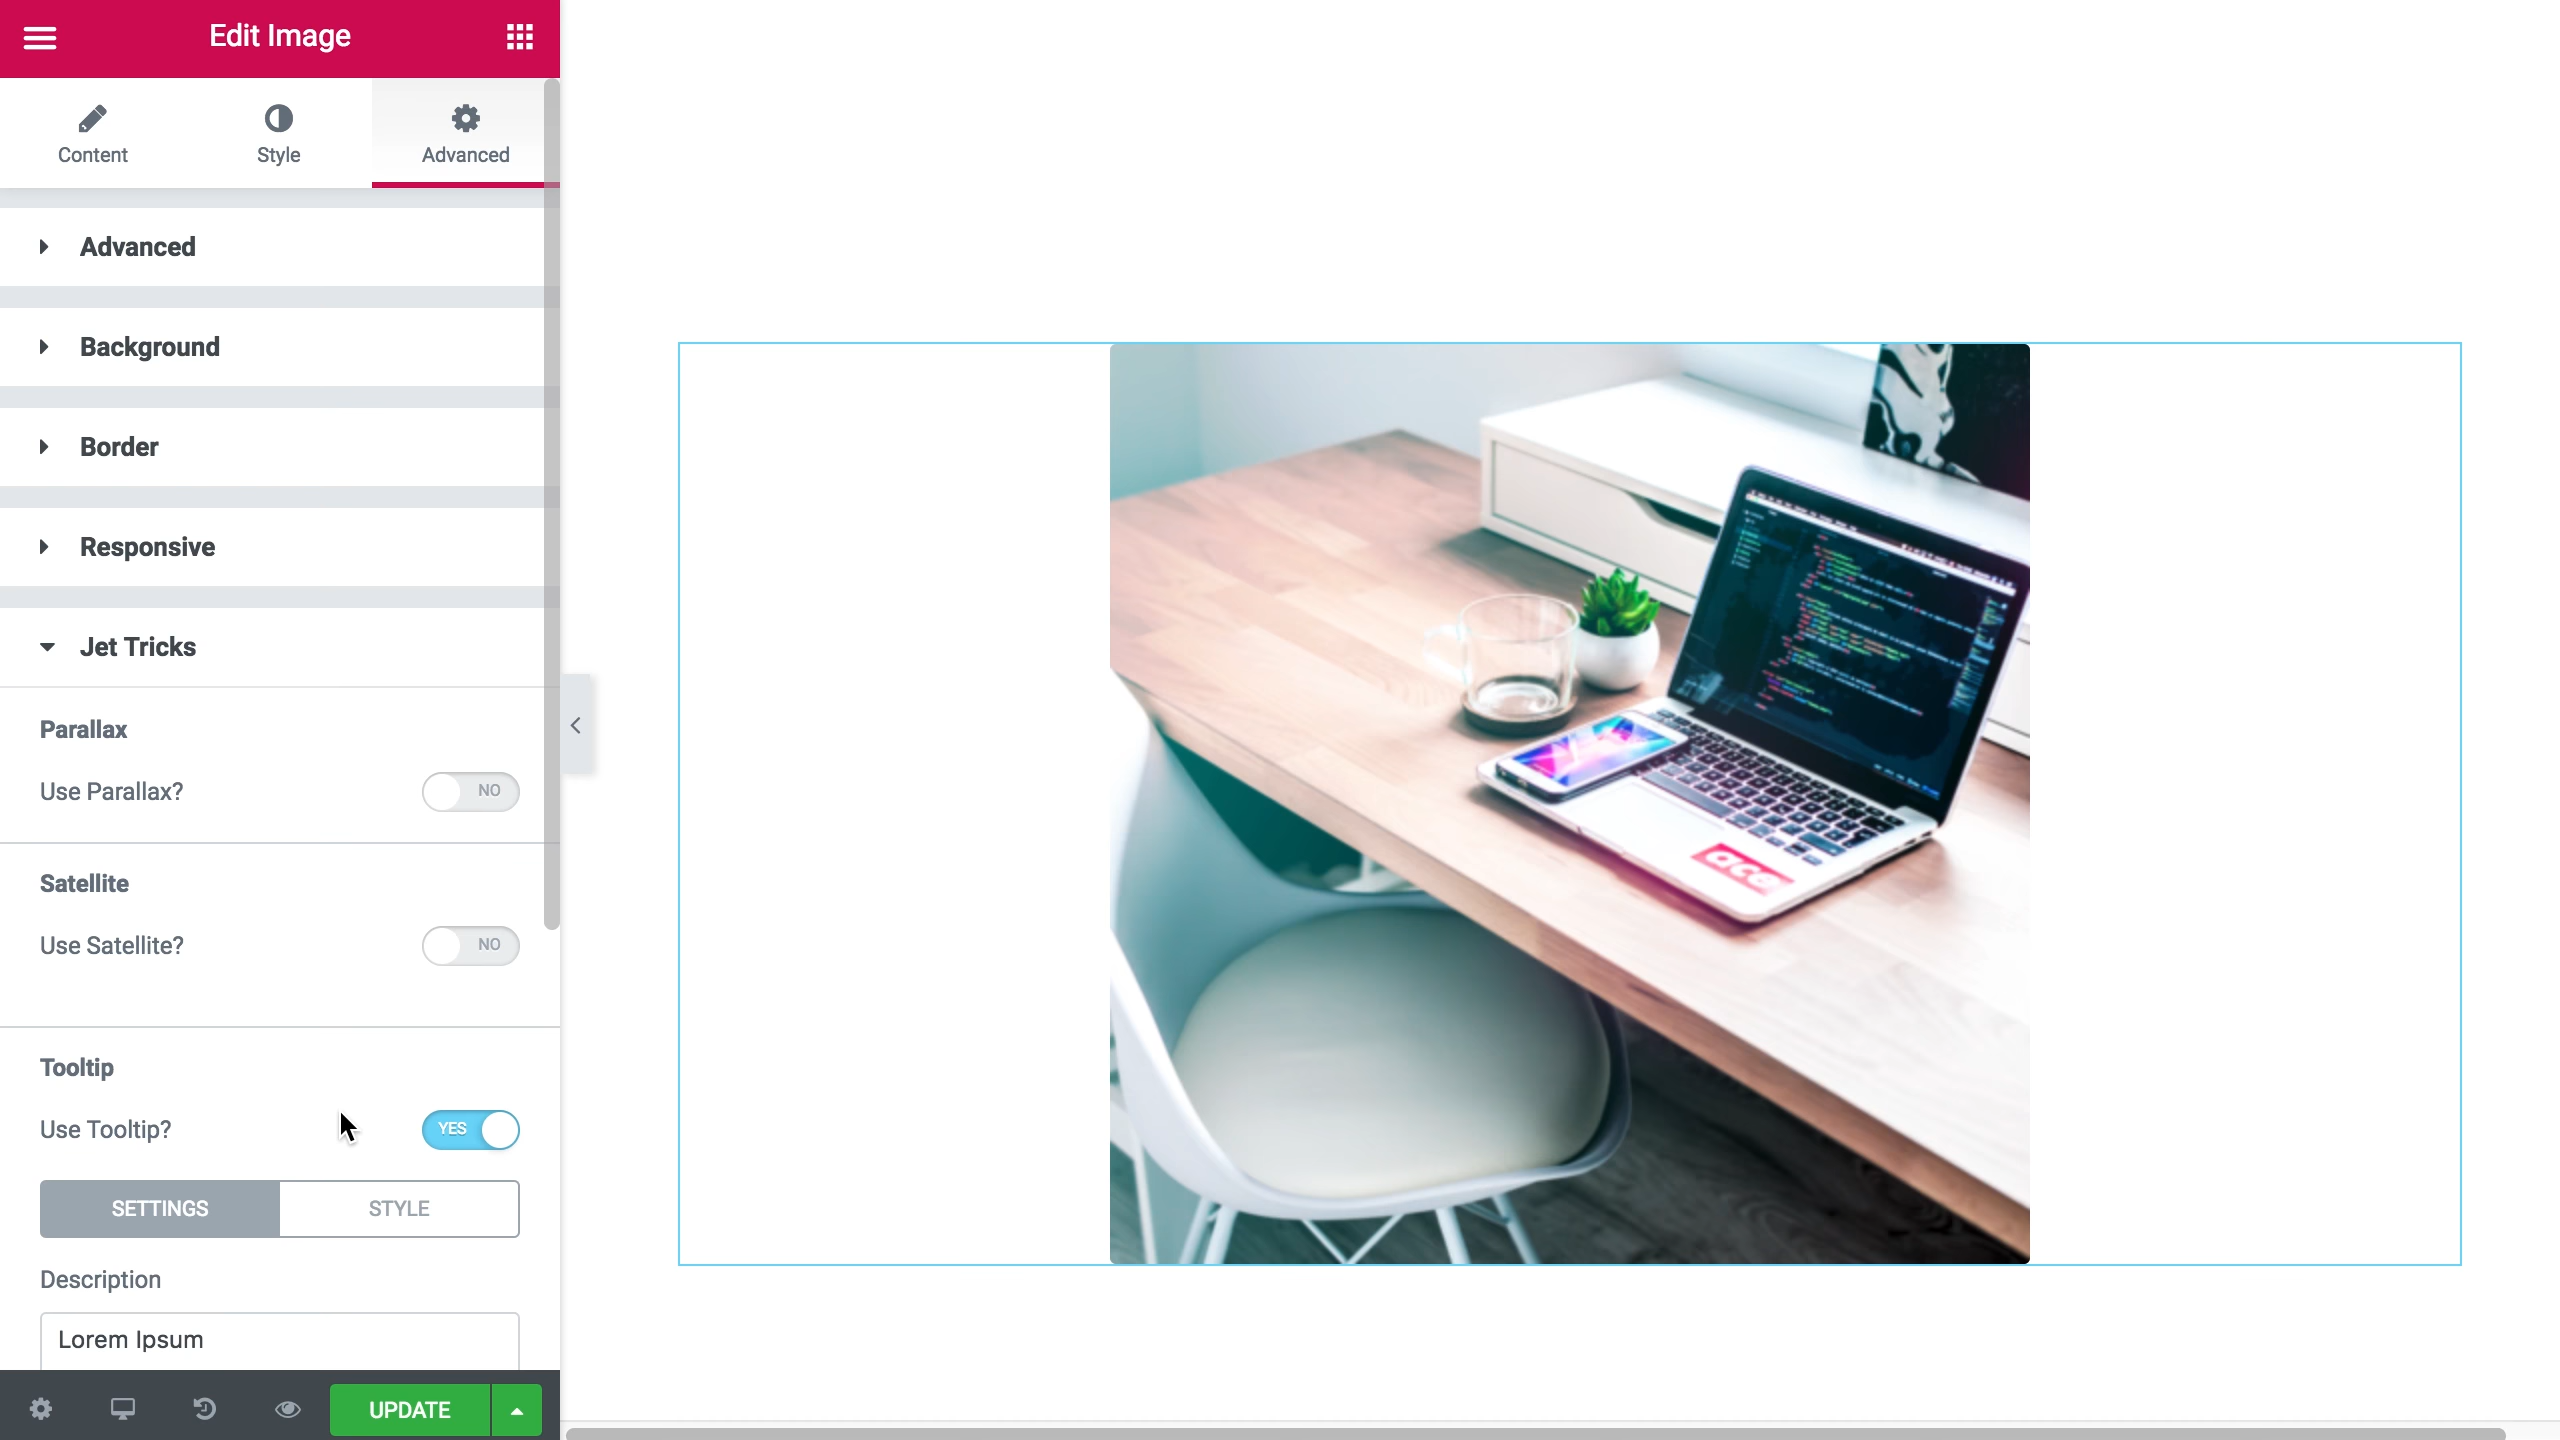 Edit Image
Content
Style
Advanced
Advanced
Background
Border
Responsive
Jet Tricks
Parallax
Use Parallax?
NO
Satellite
Use Satellite?
NO
Tooltip
Use Tooltip?
YES
SETTINGS
STYLE
Description
Lorem Ipsum
UPDATE
aca